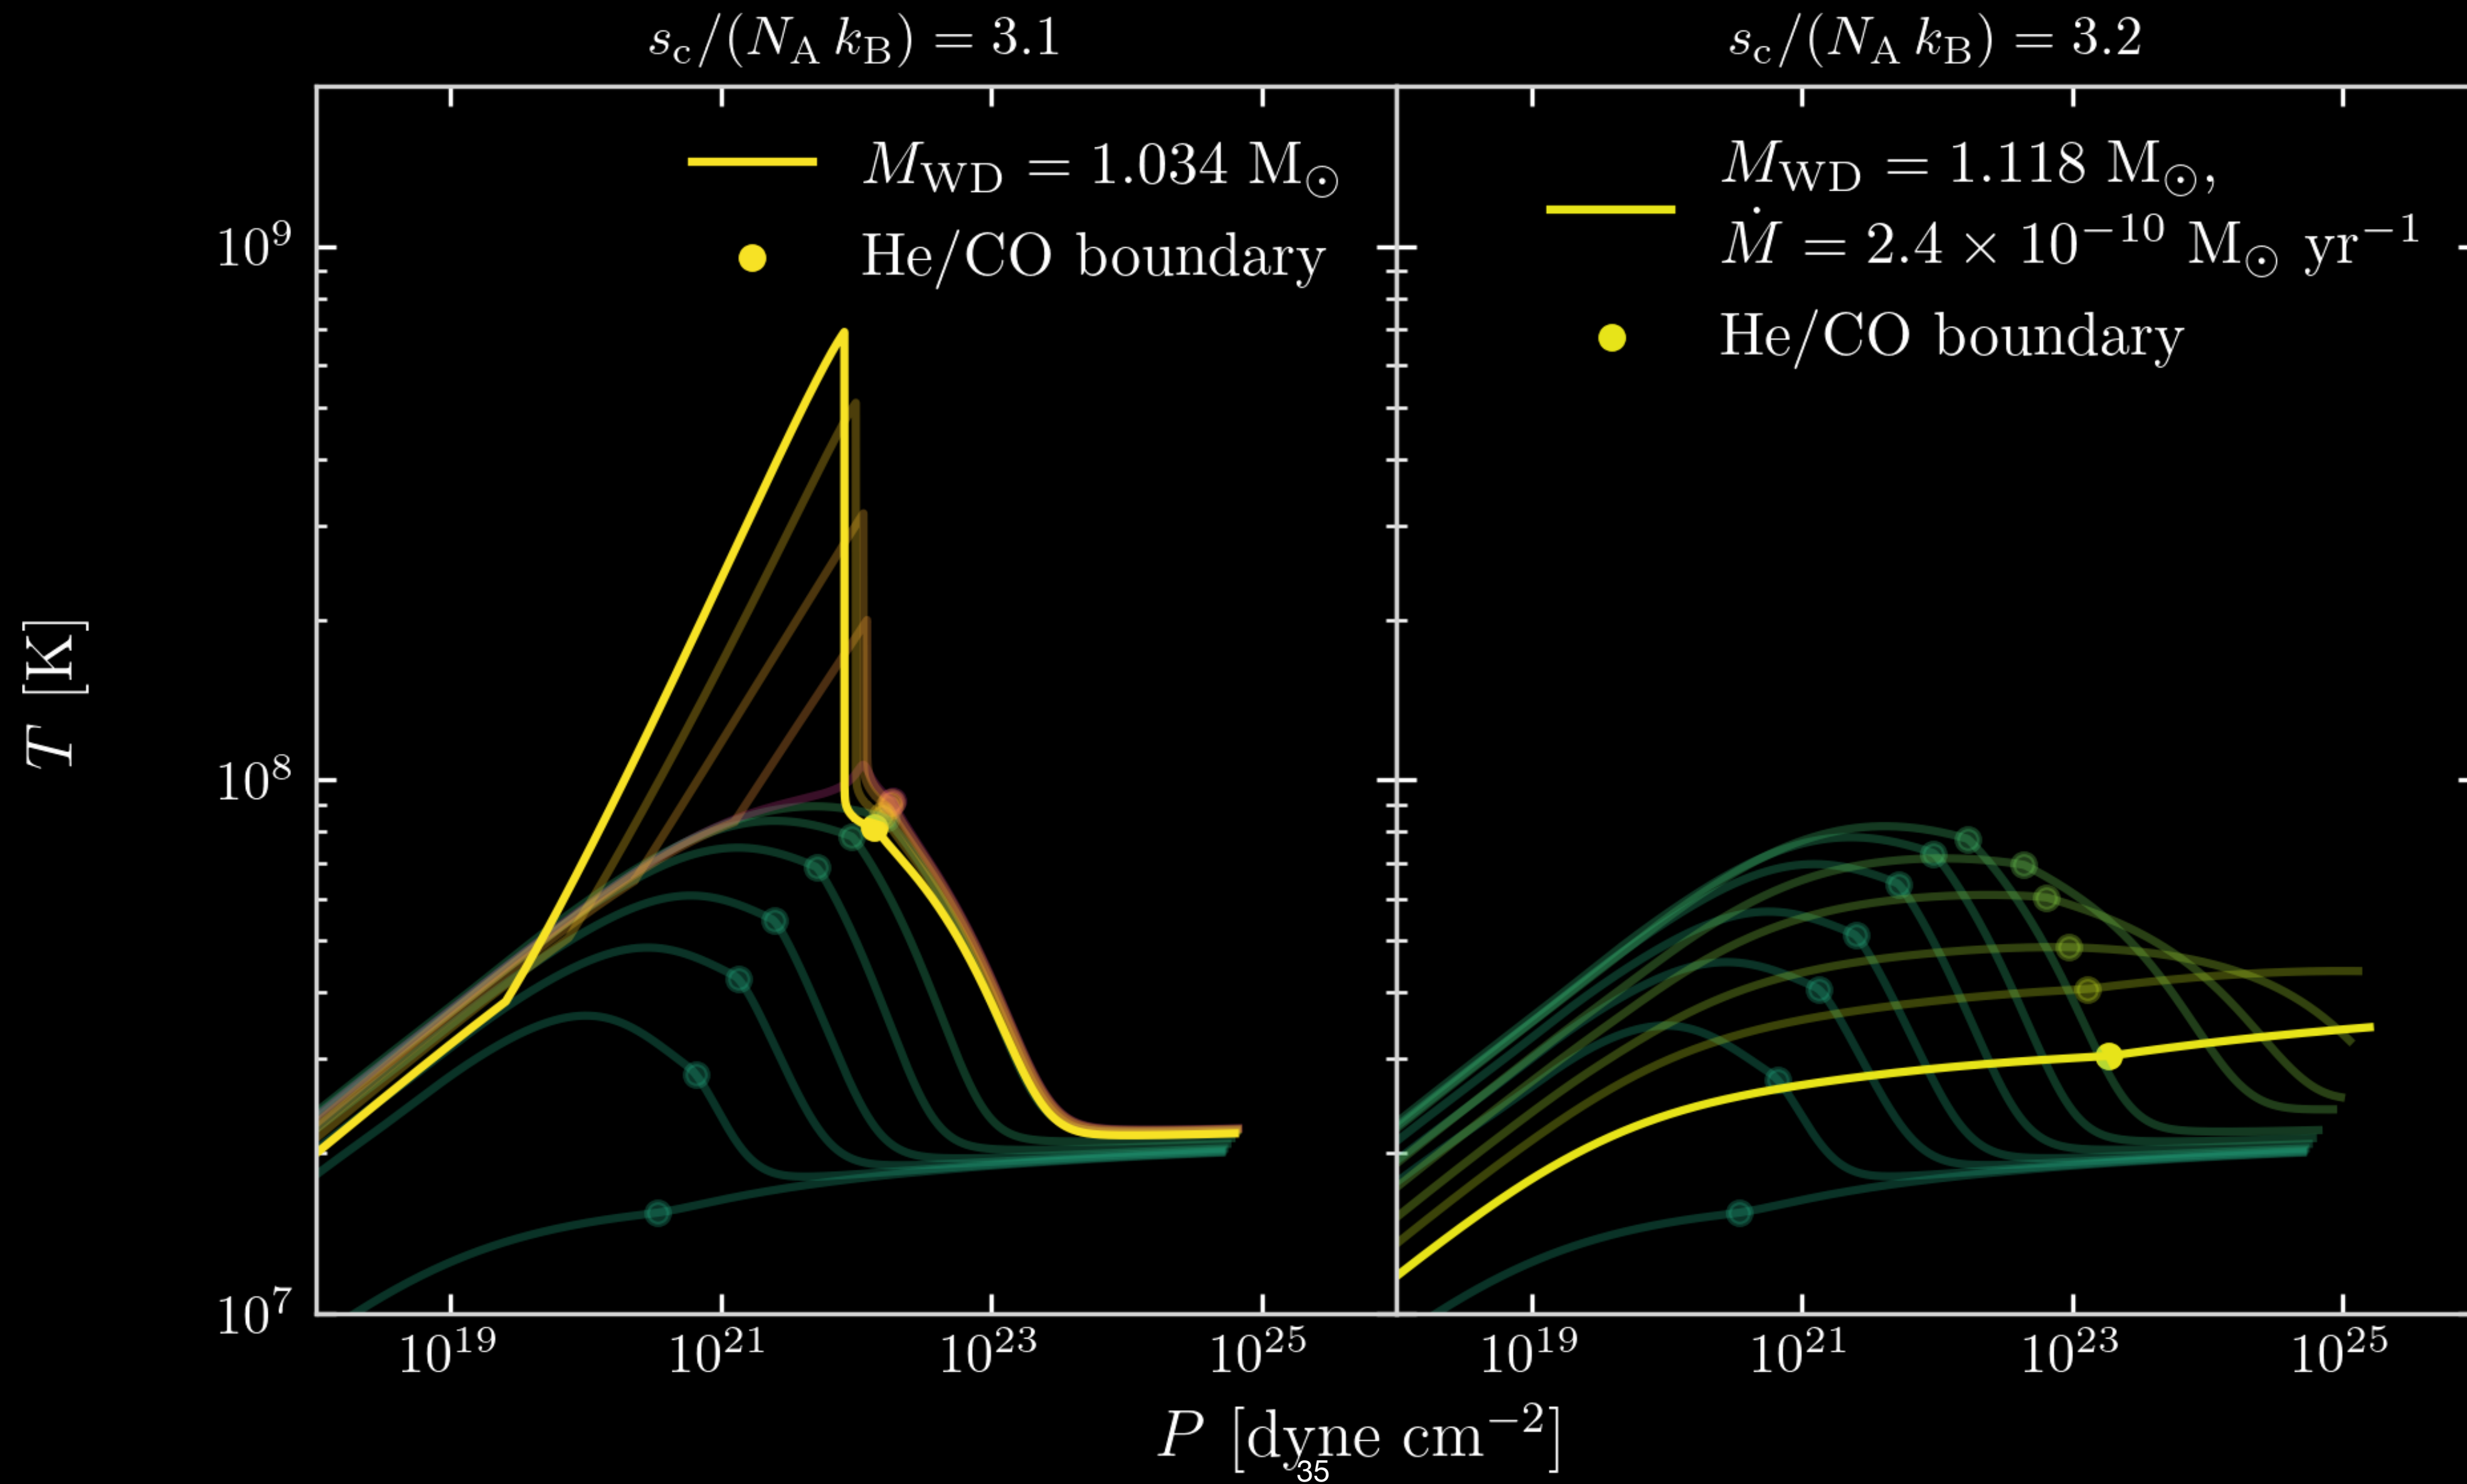 s_c/(N_A k_B) = 3.1
s_c/(N_A k_B) = 3.2
M_WD = 1.034 M_⊙
He/CO boundary
M_WD = 1.118 M_⊙,
Ṁ = 2.4 × 10^−10 M_⊙ yr^−1
He/CO boundary
10^9
10^8
10^7
T [K]
10^19 10^21 10^23 10^25 10^19 10^21 10^23 10^25
P [dyne cm^−2]
35